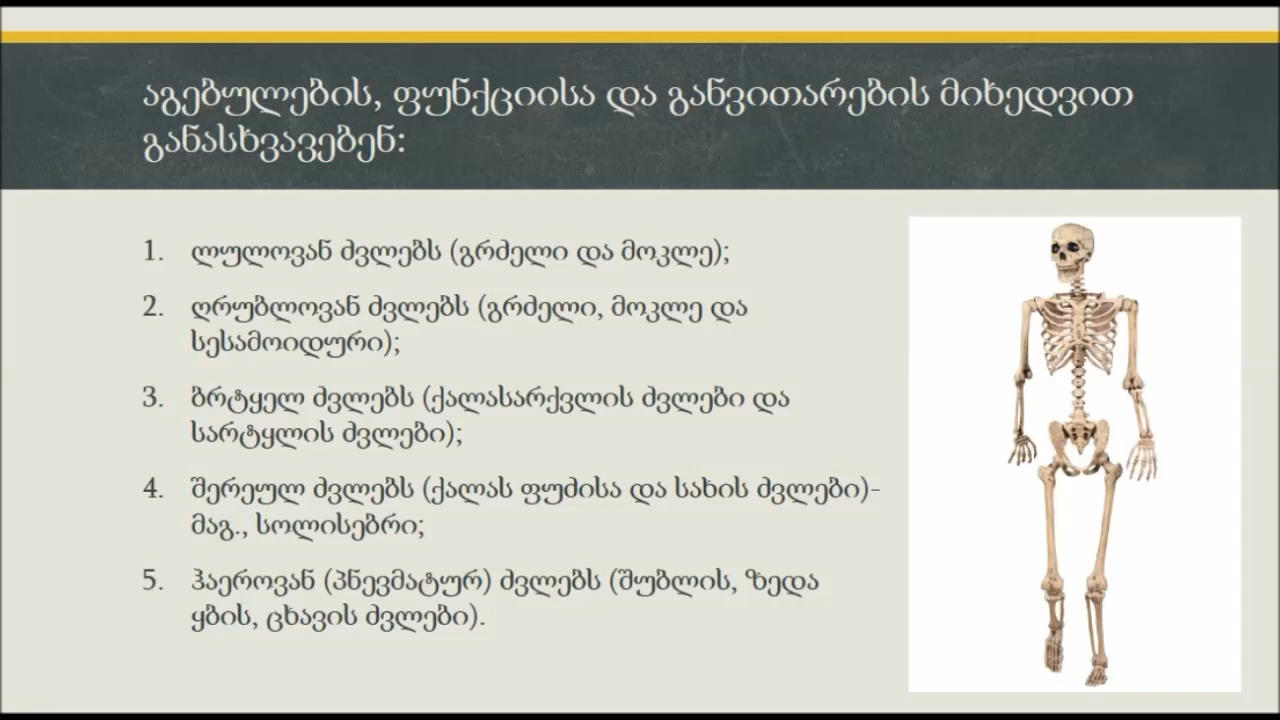 აგებულების, ფუნქციისა და განვითარების მიხედვით
განასხვავებენ:
1. ლულოვან ძვლებს (გრძელი და მოკლე);
2. ღრუბლოვან ძვლებს (გრძელი, მოკლე და
სესამოიდური);
3. ბრტყელ ძვლებს (ქალასარქვლის ძვლები და
სარტყლის ძვლები);
4. შერეულ ძვლებს (ქალას ფუძისა და სახის ძვლები)-
მაგ., სოლისებრი;
5. ჰაეროვან (პნევმატურ) ძვლებს (შუბლის, ზედა
ყბის, ცხავის ძვლები).